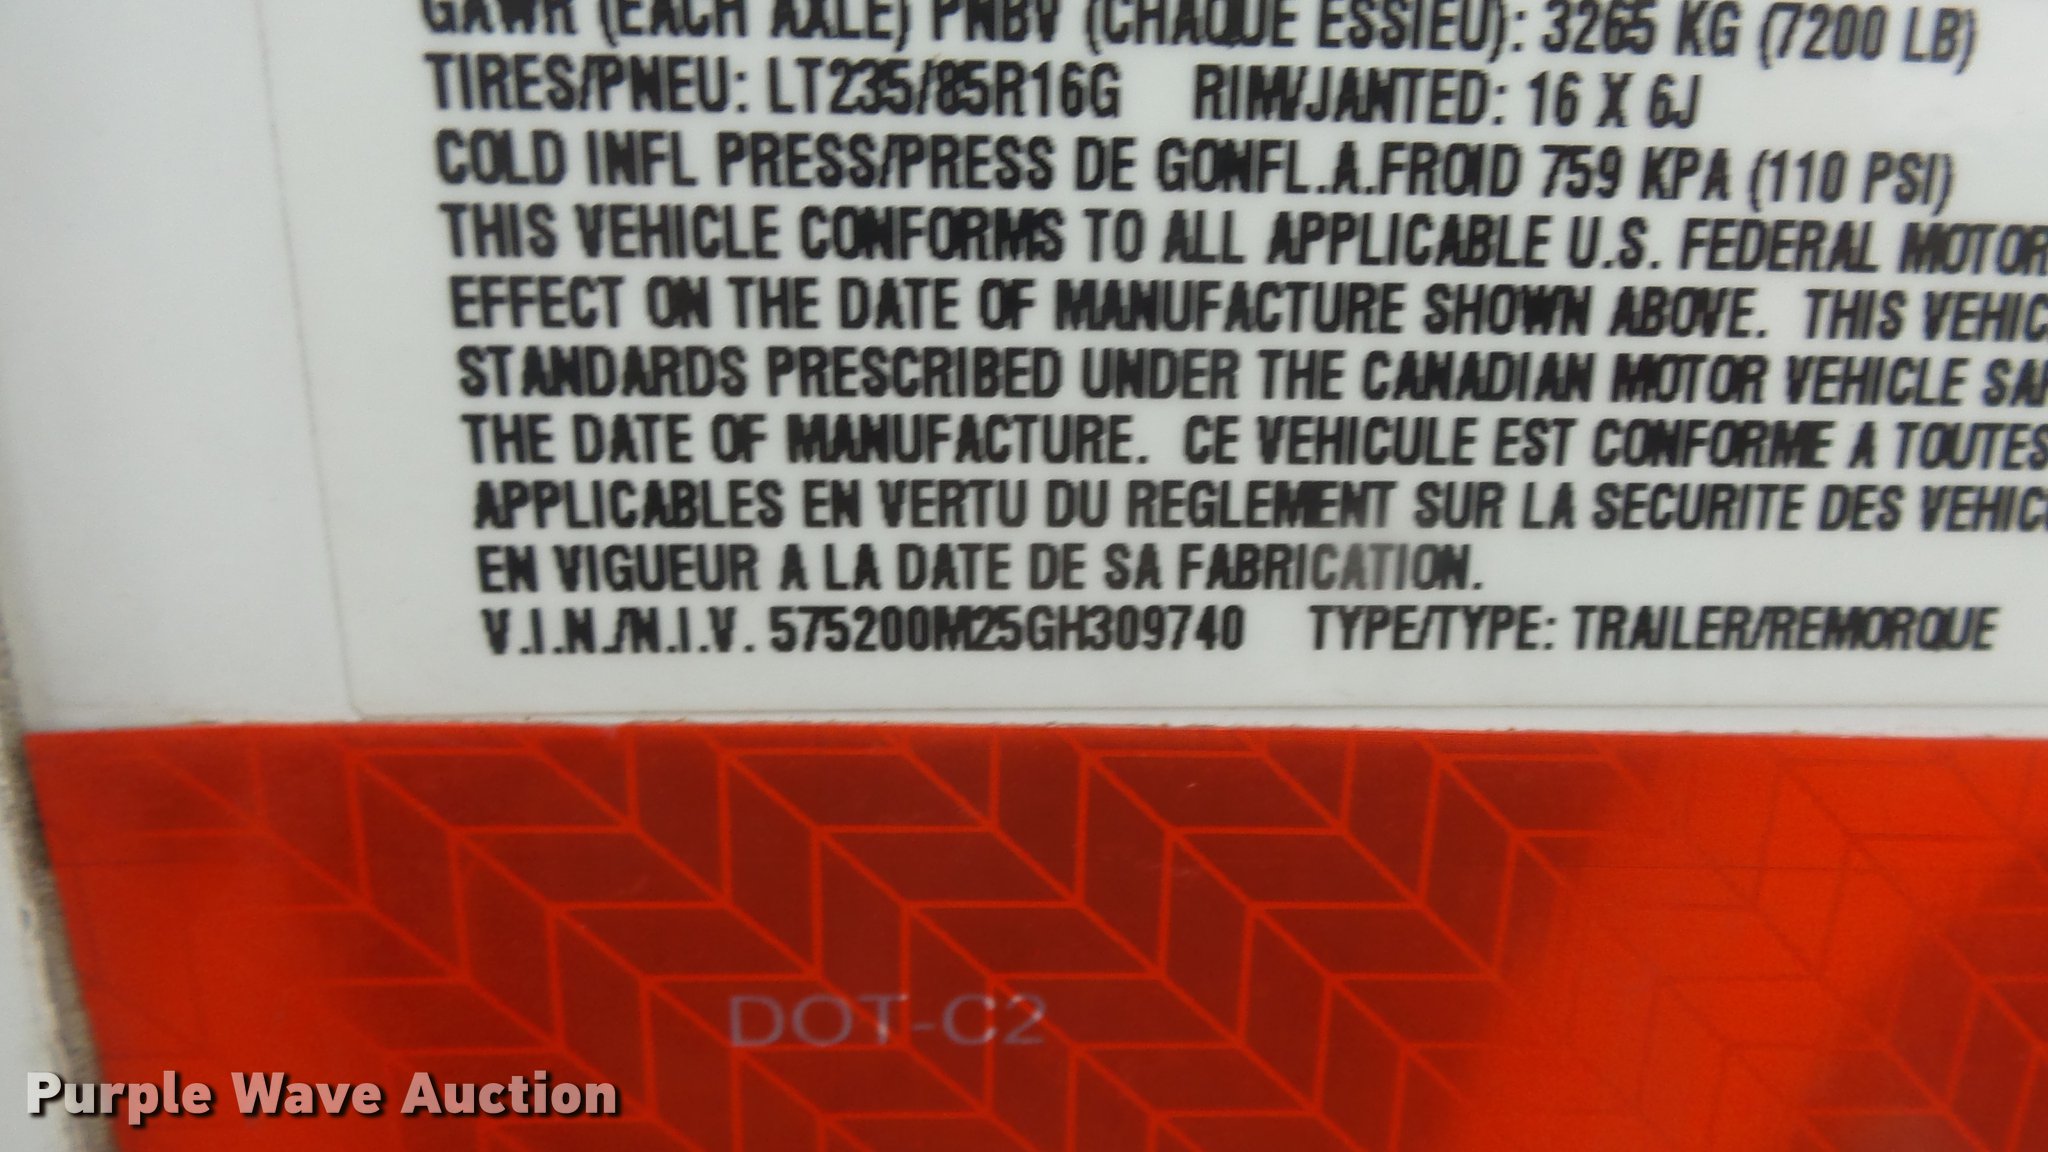 GAWR (EACH AXLE) PNBV (CHAQUE ESSIEU): 3265 KG (7200 LB)
TIRES/PNEU: LT235/85R16G RIM/JANTED: 16 X 6J
COLD INFL PRESS/PRESS DE GONFL.A.FROID 759 KPA (110 PSI)
THIS VEHICLE CONFORMS TO ALL APPLICABLE U.S. FEDERAL MOTOR
EFFECT ON THE DATE OF MANUFACTURE SHOWN ABOVE. THIS VEHIC
STANDARDS PRESCRIBED UNDER THE CANADIAN MOTOR VEHICLE SAF
THE DATE OF MANUFACTURE. CE VEHICULE EST CONFORME A TOUTES
APPLICABLES EN VERTU DU REGLEMENT SUR LA SECURITE DES VEHICU
EN VIGUEUR A LA DATE DE SA FABRICATION.
V.I.N./N.I.V. 575200M25GH309740 TYPE/TYPE: TRAILER/REMORQUE
DOT-C2
Purple Wave Auction